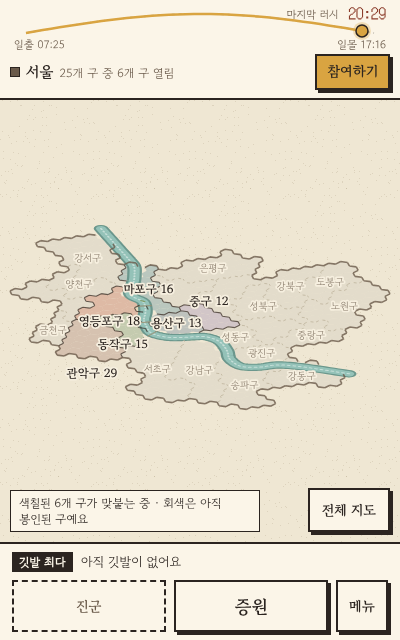 마지막 러시 20:29
일출 07:25
일몰 17:16
서울 25개 구 중 6개 구 열림
참여하기
강서구
은평구
양천구
마포구 16
강북구
도봉구
중구 12
성북구
노원구
영등포구 18
용산구 13
금천구
성동구
중랑구
동작구 15
광진구
관악구 29
서초구
강남구
강동구
송파구
색칠된 6개 구가 맞붙는 중 · 회색은 아직
봉인된 구예요
전체 지도
깃발 최다 아직 깃발이 없어요
진군
증원
메뉴